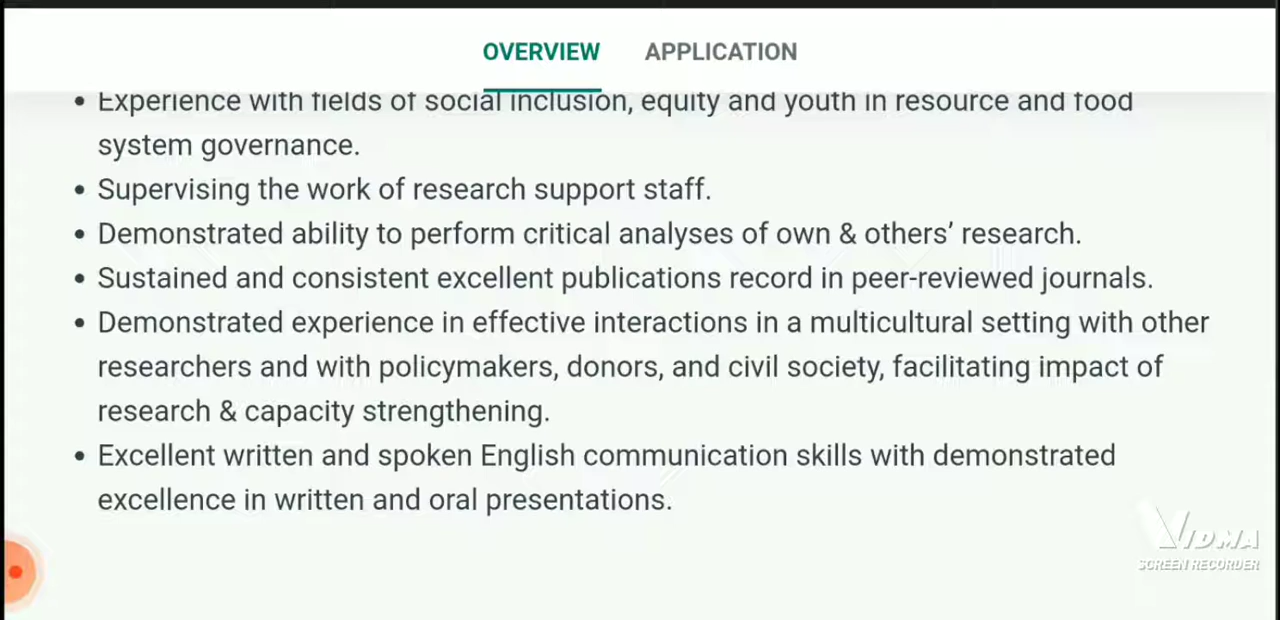 OVERVIEW APPLICATION
• Experience with fields of social inclusion, equity and youth in resource and food
system governance.
• Supervising the work of research support staff.
• Demonstrated ability to perform critical analyses of own & others’ research.
• Sustained and consistent excellent publications record in peer-reviewed journals.
• Demonstrated experience in effective interactions in a multicultural setting with other
researchers and with policymakers, donors, and civil society, facilitating impact of
research & capacity strengthening.
• Excellent written and spoken English communication skills with demonstrated
excellence in written and oral presentations.
VIDMA
SCREEN RECORDER